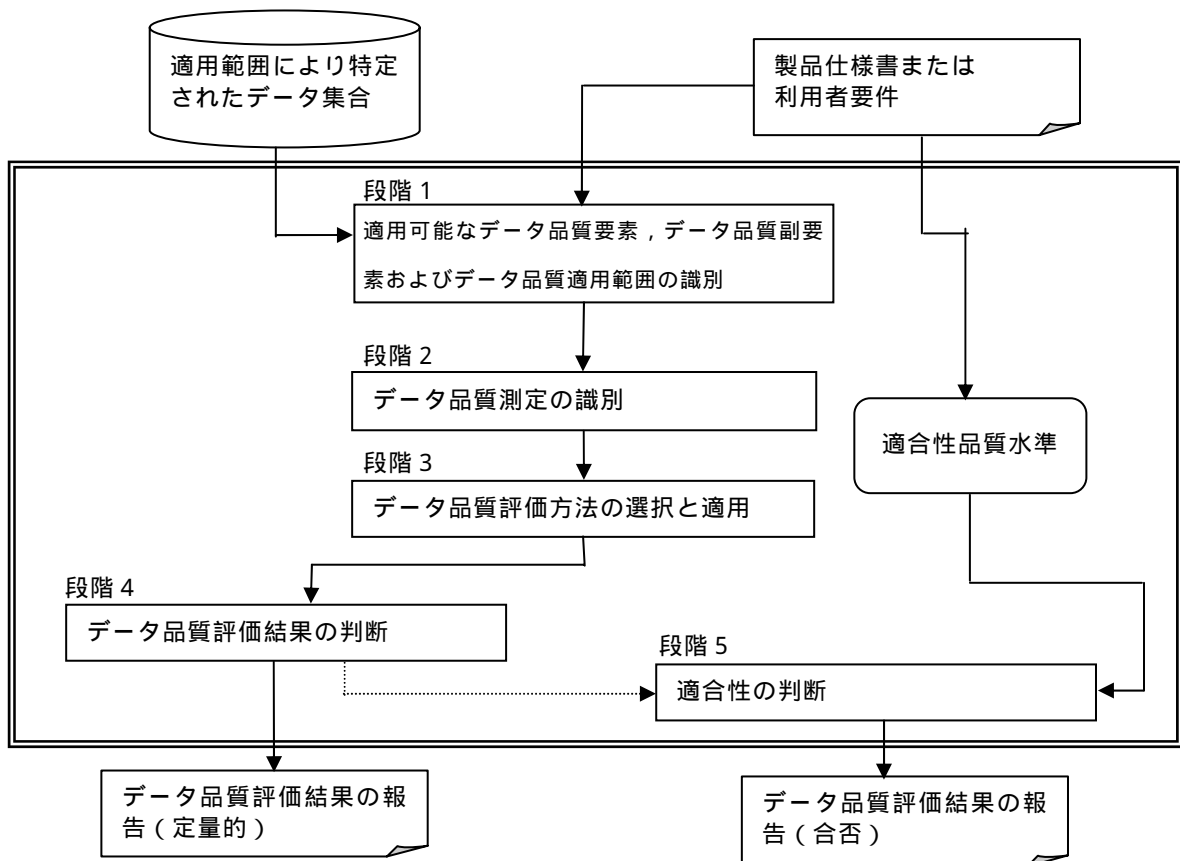 適用範囲により特定
されたデータ集合
製品仕様書または
利用者要件
段階 1
適用可能なデータ品質要素，データ品質副要
素およびデータ品質適用範囲の識別
段階 2
データ品質測定の識別
適合性品質水準
段階 3
データ品質評価方法の選択と適用
段階 4
データ品質評価結果の判断
段階 5
適合性の判断
データ品質評価結果の報
告（定量的）
データ品質評価結果の報
告（合否）